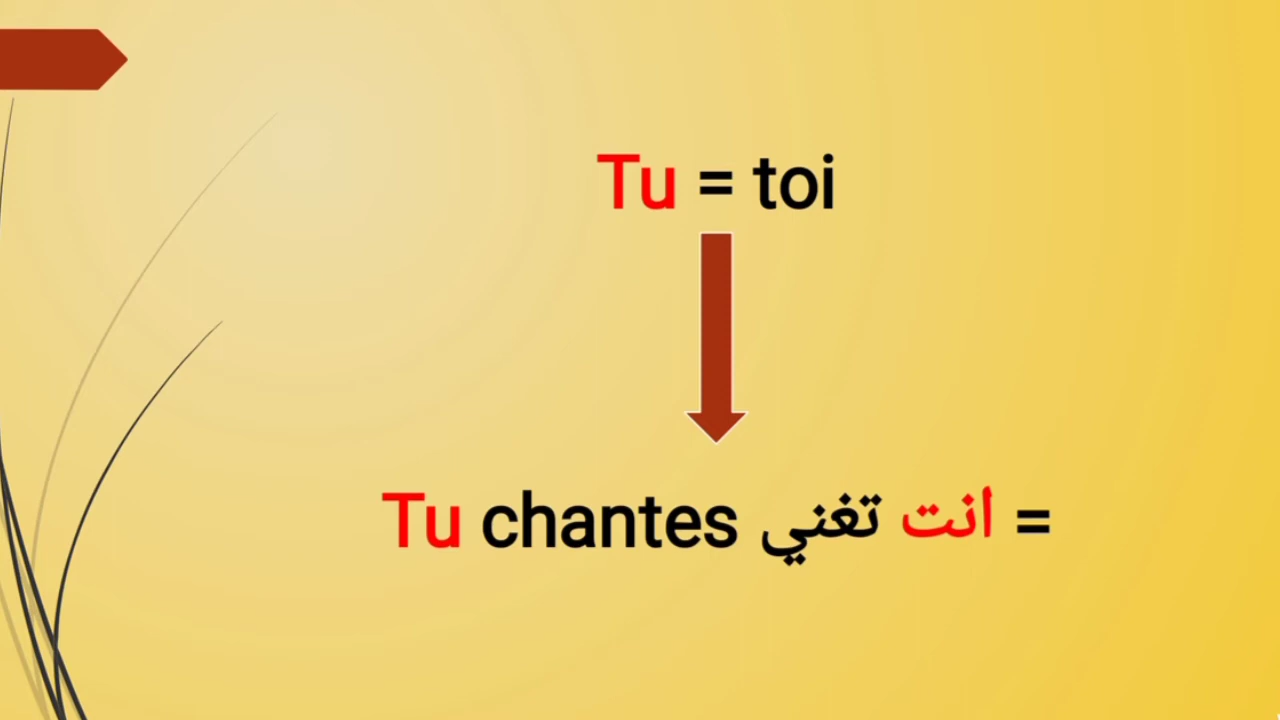 Tu = toi
Tu chantes انت تغني =